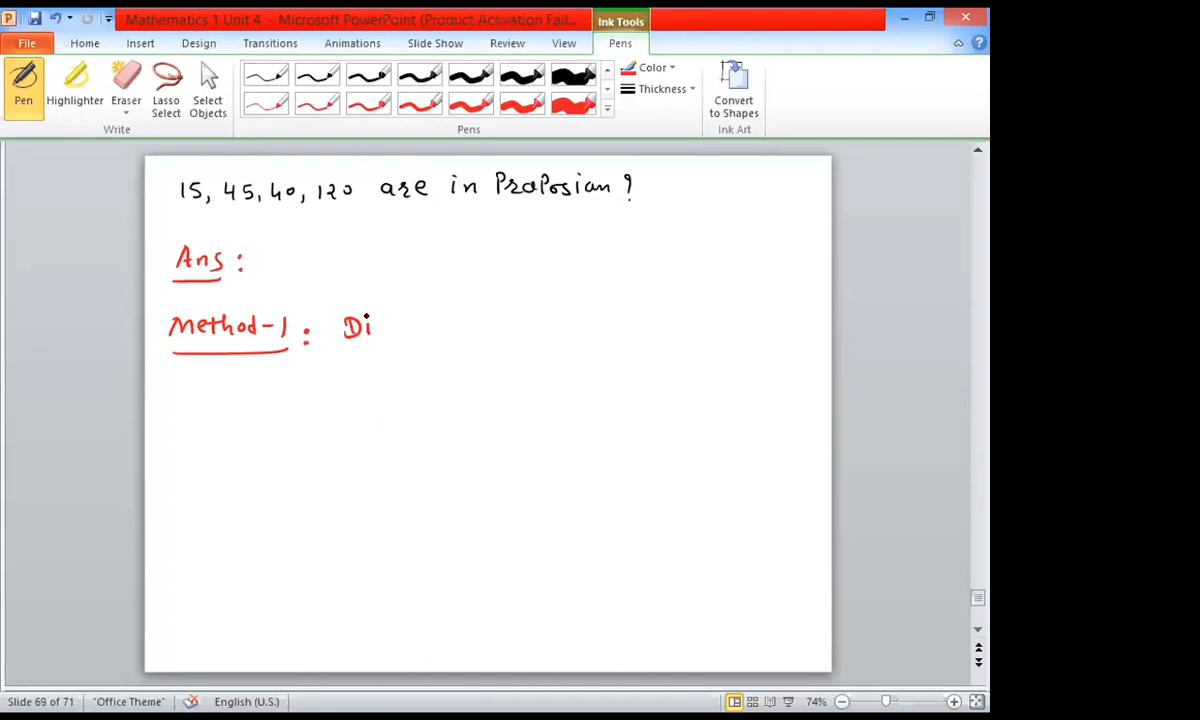 Mathematics 1 Unit 4 - Microsoft PowerPoint (Product Activation Fail...
Ink Tools
File Home Insert Design Transitions Animations Slide Show Review View Pens
Pen Highlighter Eraser Lasso Select Select Objects
Color
Thickness
Convert to Shapes
Write Pens Ink Art
15, 45, 40, 120 are in ProPosian ?
Ans :
Method-1 : Di
Slide 69 of 71 "Office Theme" English (U.S.) 74%